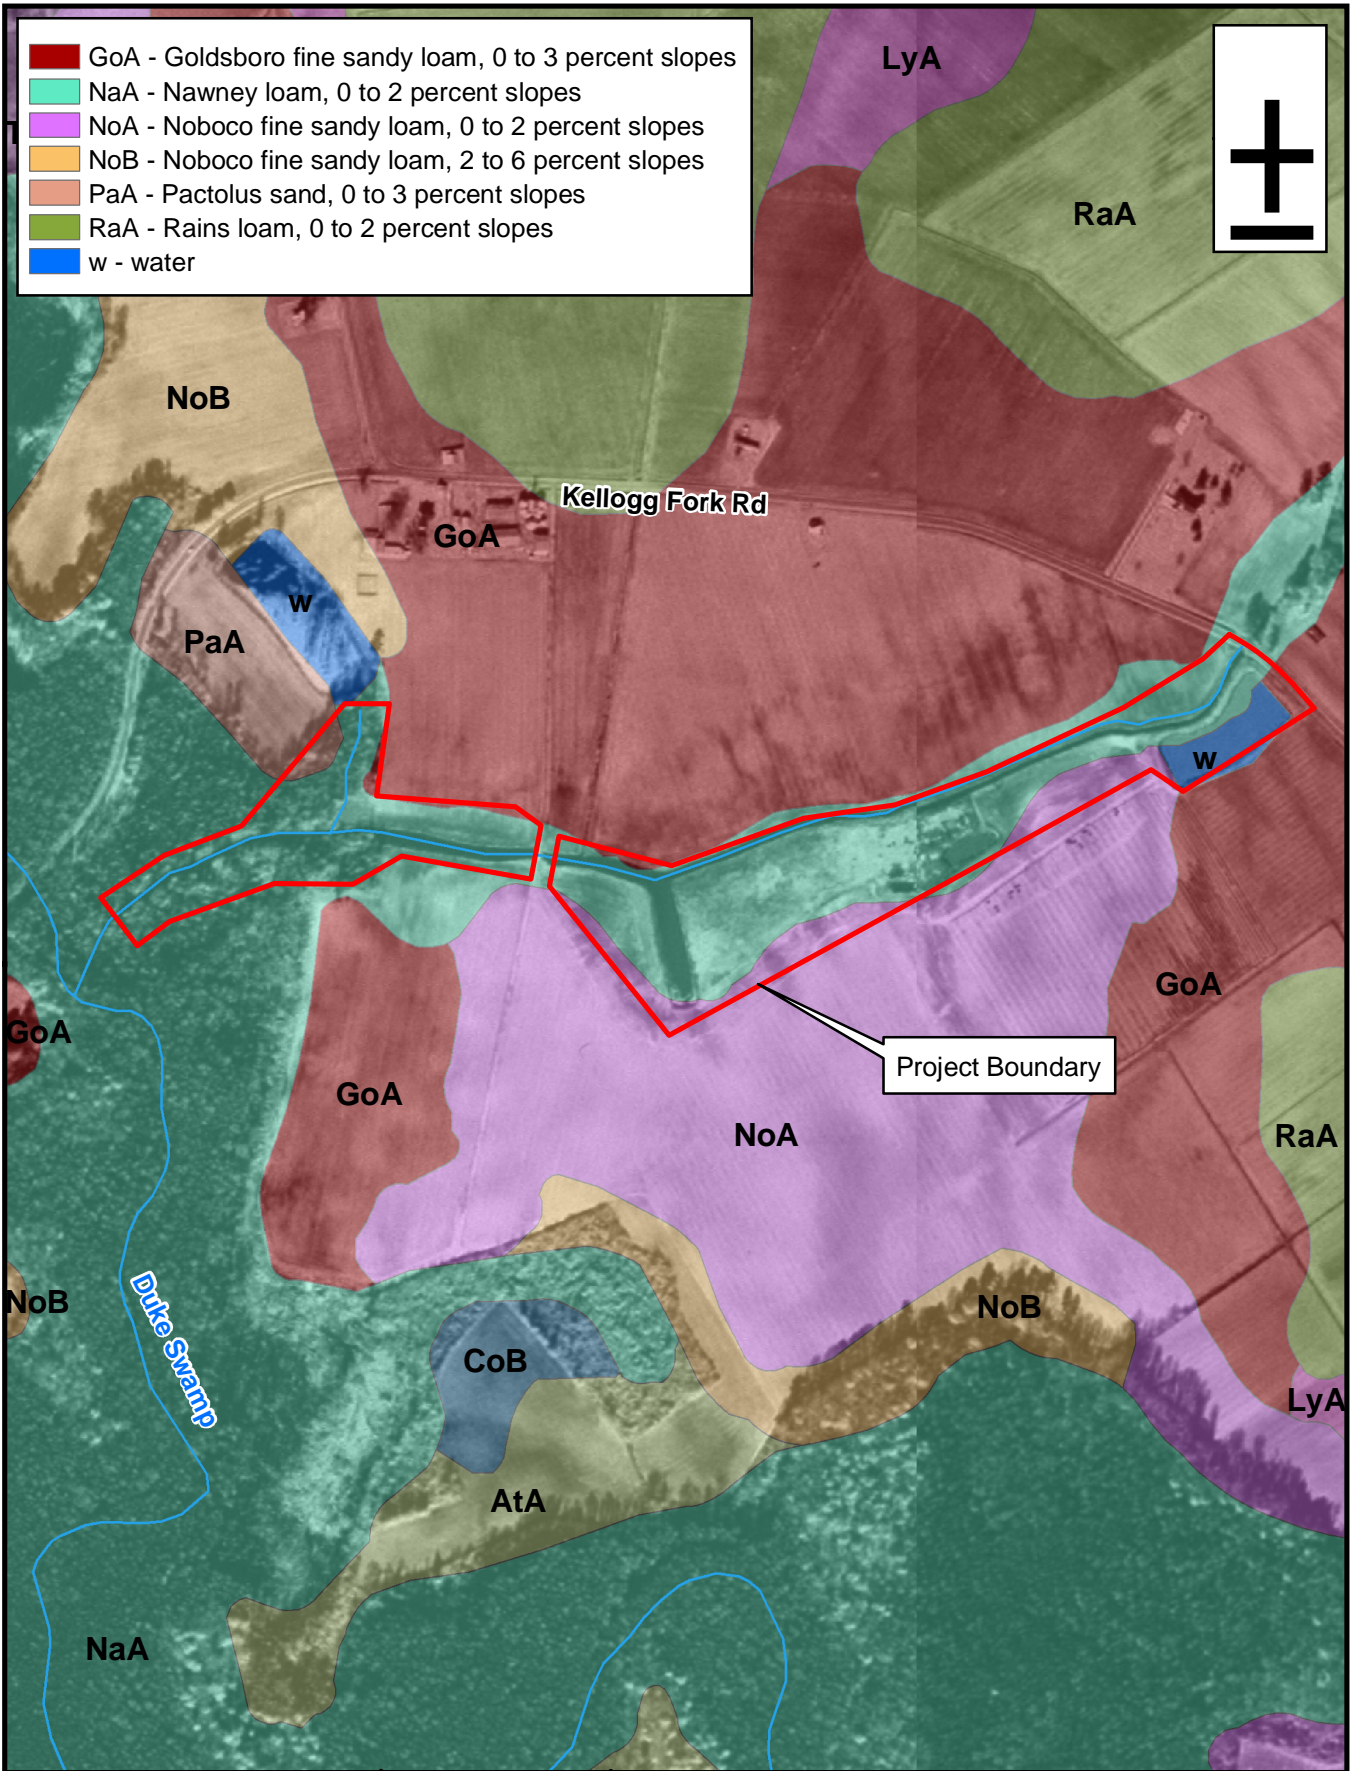 GoA - Goldsboro fine sandy loam, 0 to 3 percent slopes
NaA - Nawney loam, 0 to 2 percent slopes
NoA - Noboco fine sandy loam, 0 to 2 percent slopes
NoB - Noboco fine sandy loam, 2 to 6 percent slopes
PaA - Pactolus sand, 0 to 3 percent slopes
RaA - Rains loam, 0 to 2 percent slopes
w - water
LyA
RaA
NoB
Kellogg Fork Rd
GoA
w
PaA
w
GoA
GoA
Project Boundary
GoA
NoA
RaA
NoB
NoB
Duke Swamp
CoB
LyA
AtA
NaA